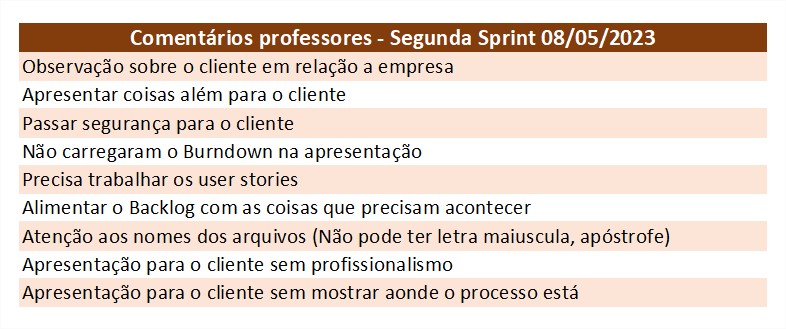 Comentários professores - Segunda Sprint 08/05/2023
Observação sobre o cliente em relação a empresa
Apresentar coisas além para o cliente
Passar segurança para o cliente
Não carregaram o Burndown na apresentação
Precisa trabalhar os user stories
Alimentar o Backlog com as coisas que precisam acontecer
Atenção aos nomes dos arquivos (Não pode ter letra maiuscula, apóstrofe)
Apresentação para o cliente sem profissionalismo
Apresentação para o cliente sem mostrar aonde o processo está